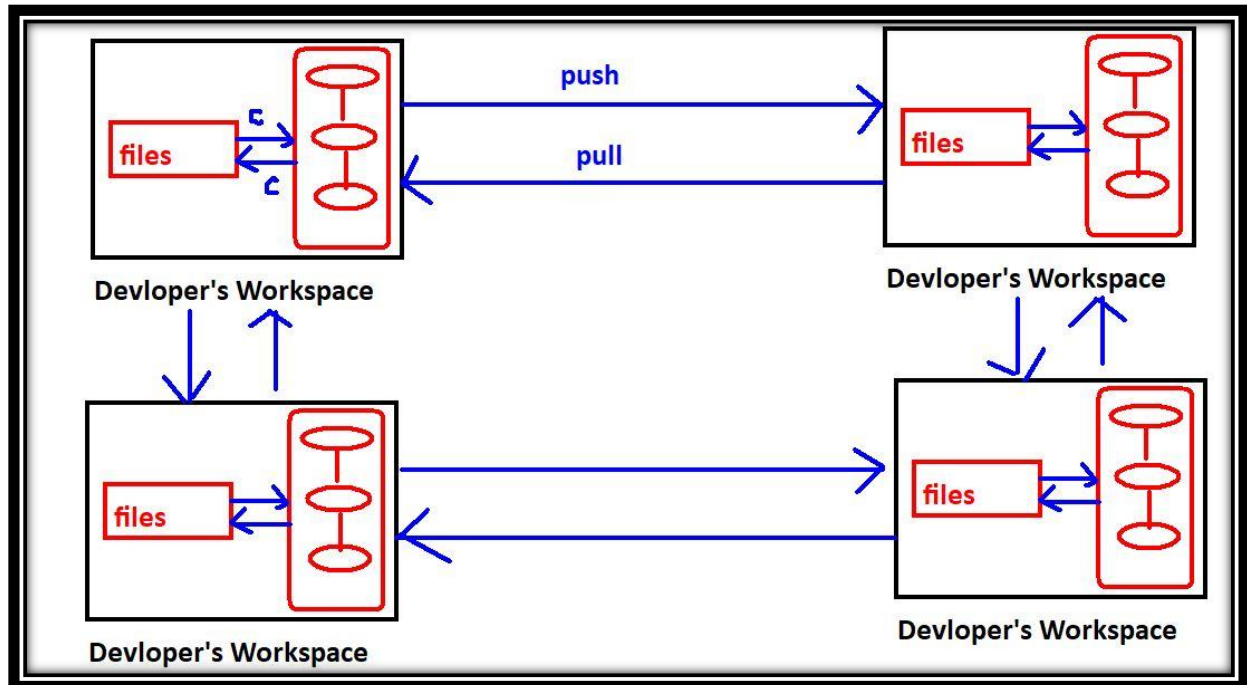 push
files
c
pull
files
c
Devloper's Workspace
Devloper's Workspace
files
files
Devloper's Workspace
Devloper's Workspace